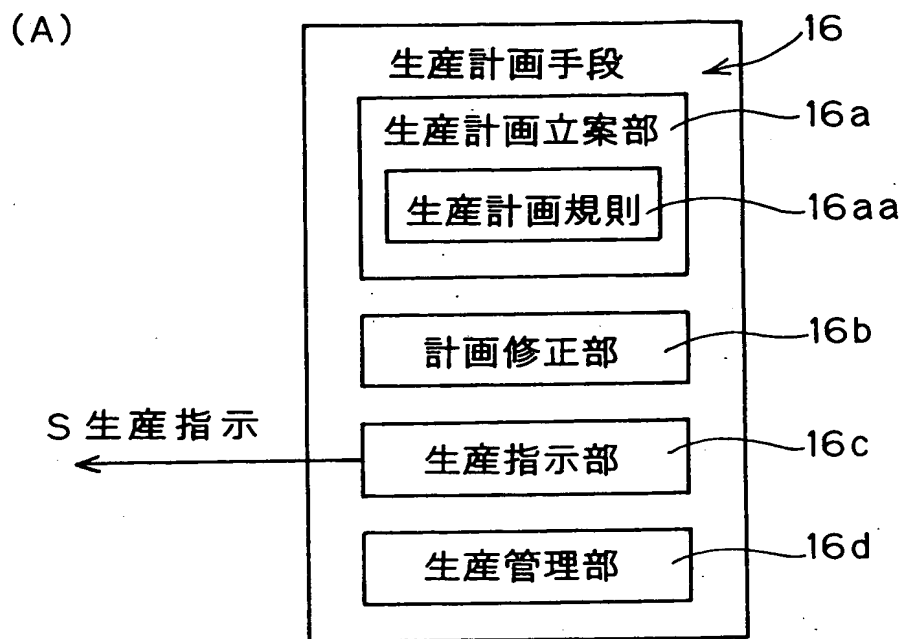 (A)
16
生産計画手段
16a
生産計画立案部
生産計画規則
16aa
計画修正部
16b
S 生産指示
生産指示部
16c
生産管理部
16d